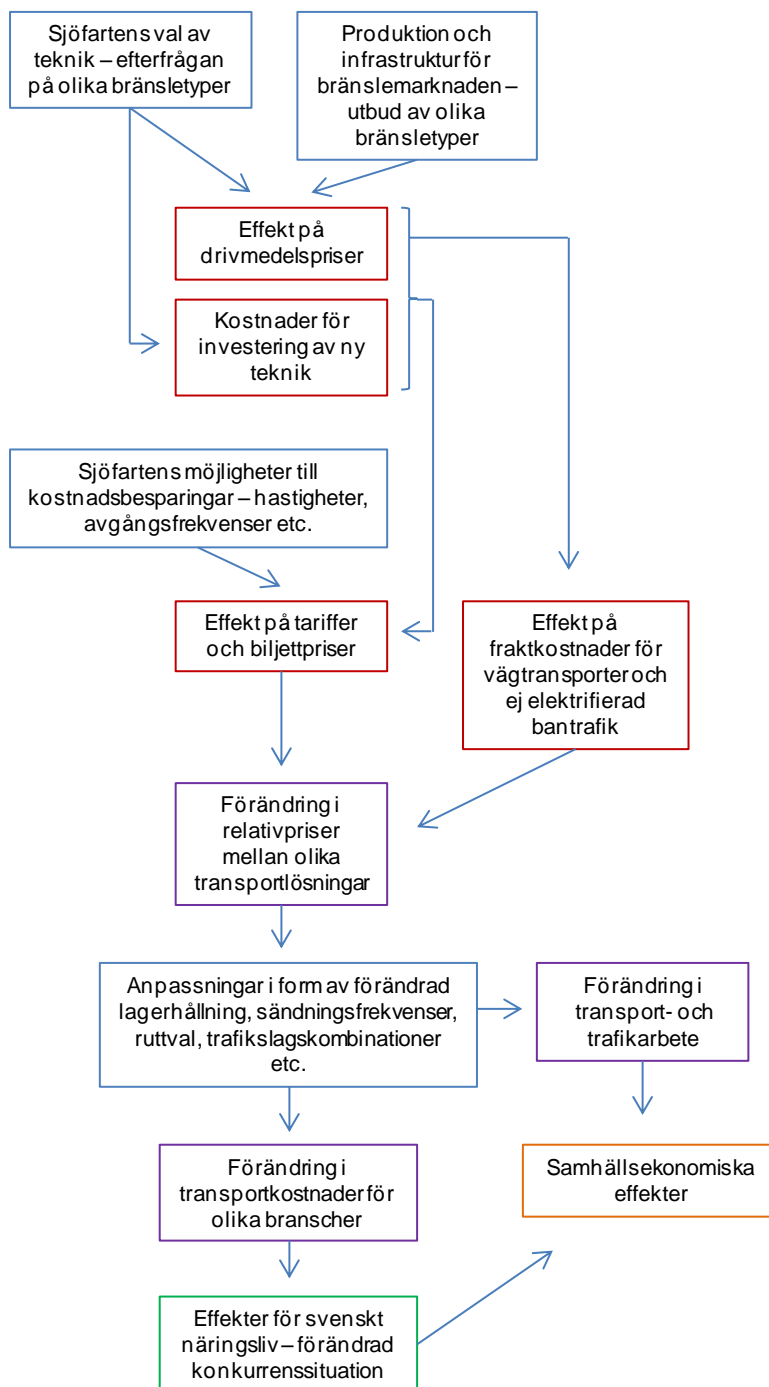 Sjöfartens val av
teknik – efterfrågan
på olika bränsletyper
Produktion och
infrastruktur för
bränslemarknaden –
utbud av olika
bränsletyper
Effekt på
drivmedelspriser
Kostnader för
investering av ny
teknik
Sjöfartens möjligheter till
kostnadsbesparingar – hastigheter,
avgångsfrekvenser etc.
Effekt på tariffer
och biljettpriser
Effekt på
fraktkostnader för
vägtransporter och
ej elektrifierad
bantrafik
Förändring i
relativpriser
mellan olika
transportlösningar
Anpassningar i form av förändrad
lagerhållning, sändningsfrekvenser,
ruttval, trafikslagskombinationer
etc.
Förändring i
transport- och
trafikarbete
Förändring i
transportkostnader för
olika branscher
Samhällsekonomiska
effekter
Effekter för svenskt
näringsliv – förändrad
konkurrenssituation